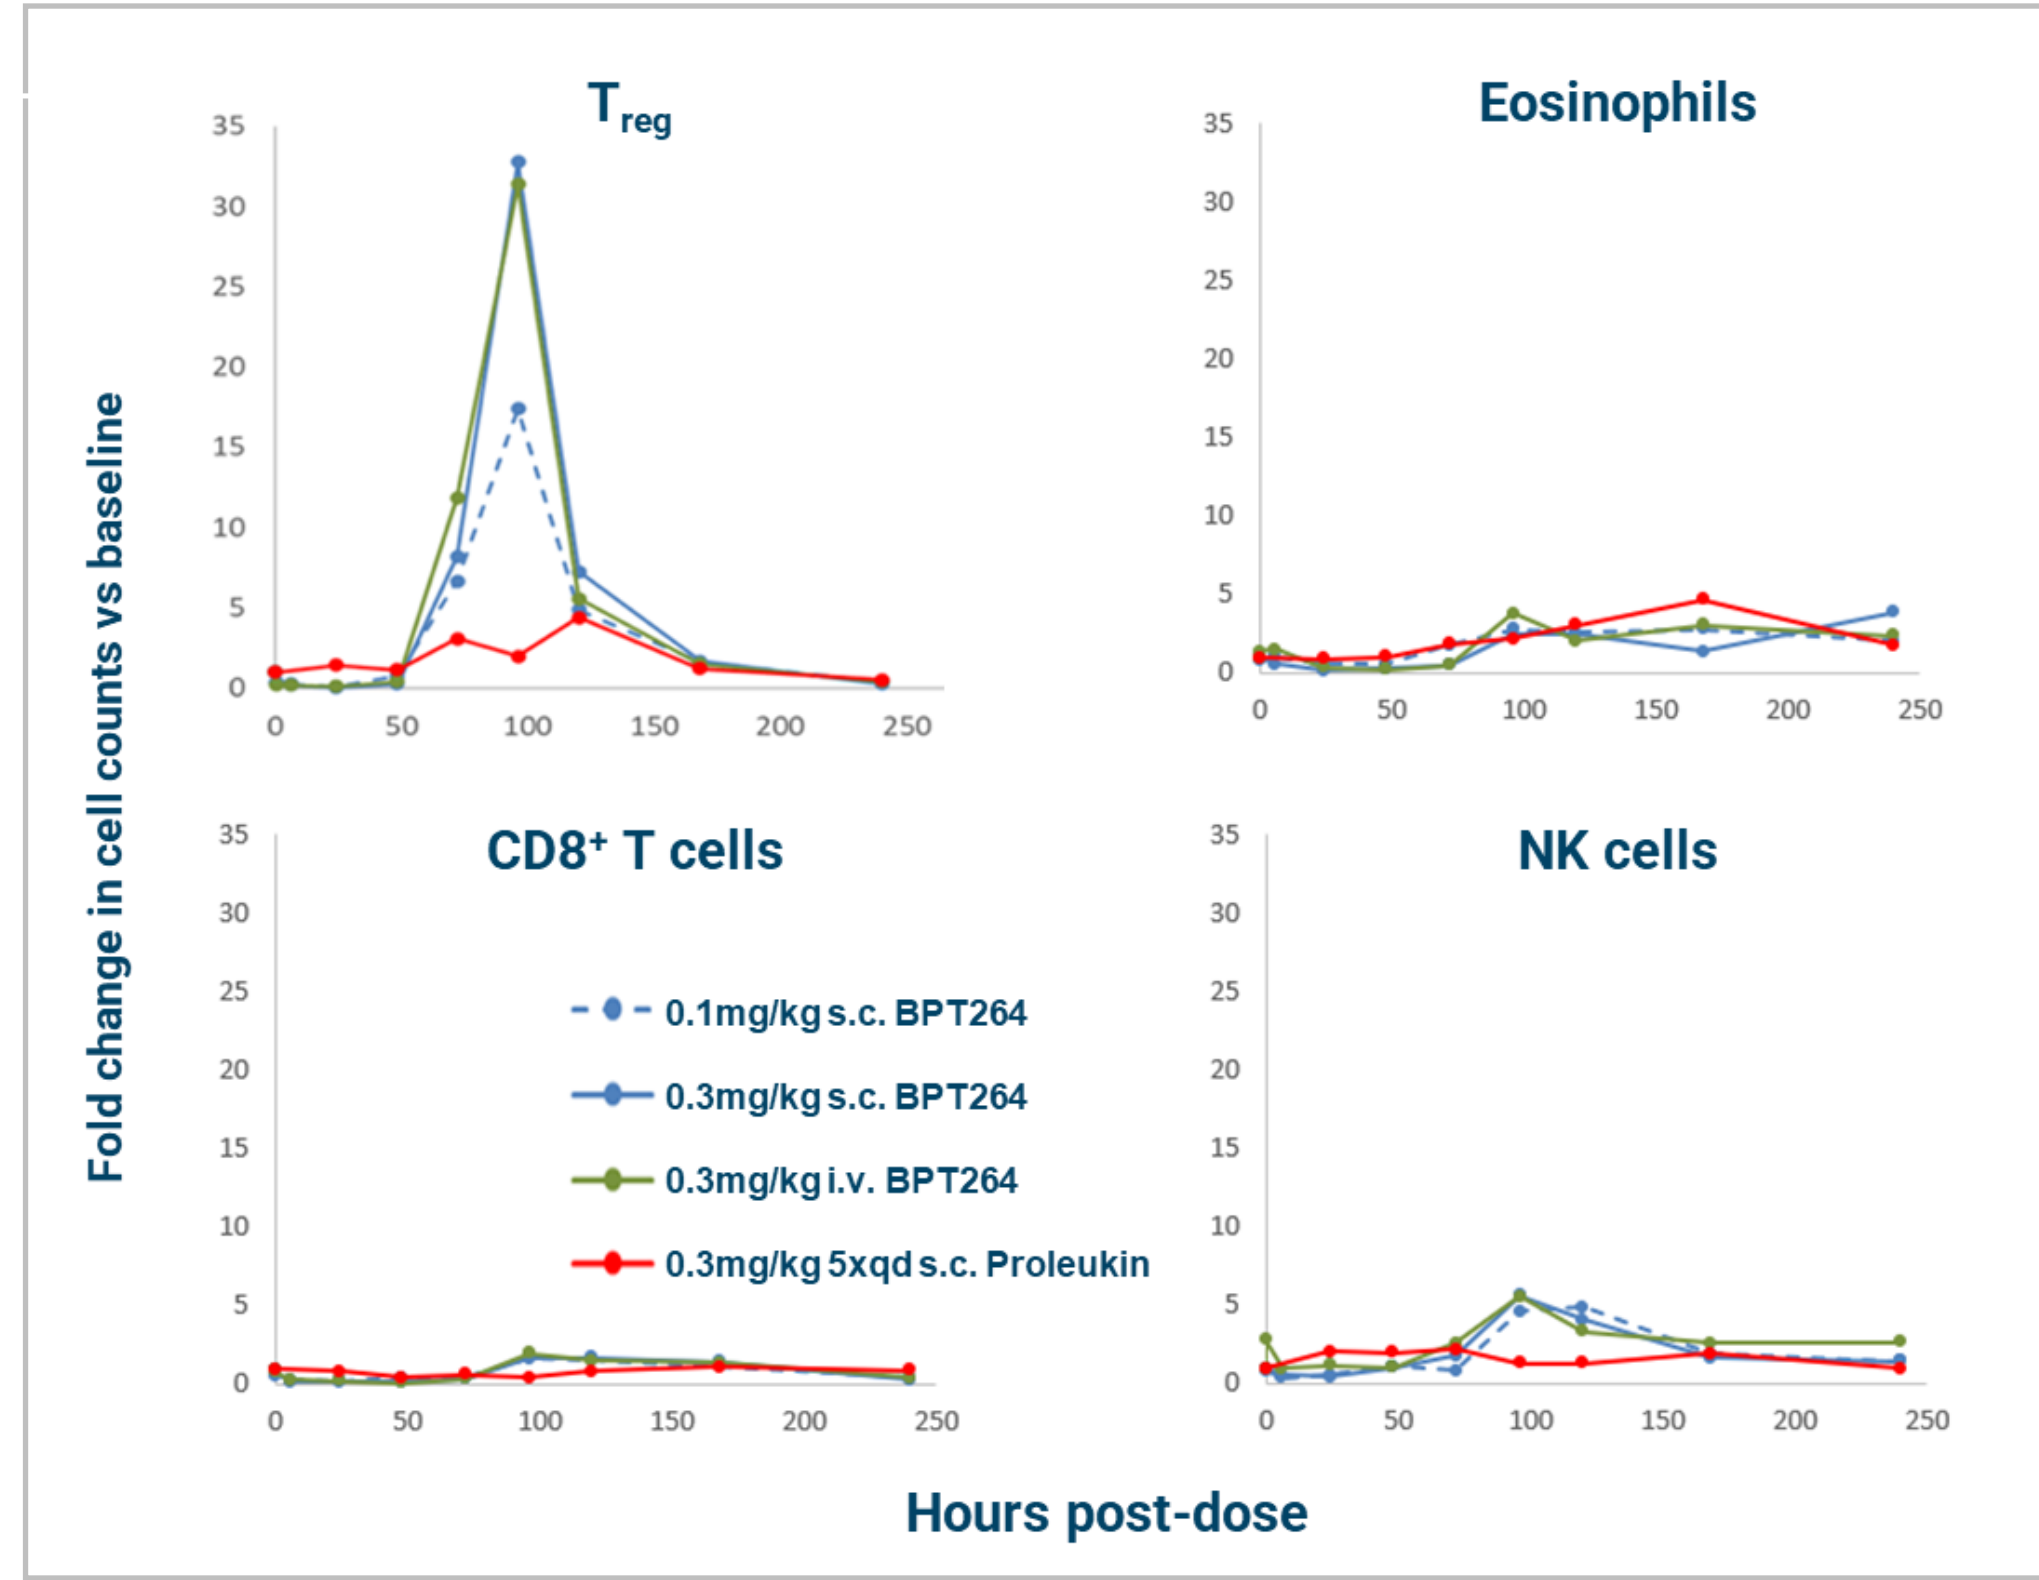 Fold change in cell counts vs baseline
Treg
35
30
25
20
15
10
5
0
0 50 100 150 200 250
Eosinophils
35
30
25
20
15
10
5
0
0 50 100 150 200 250
CD8+ T cells
35
30
25
20
15
10
5
0
0 50 100 150 200 250
0.1mg/kg s.c. BPT264
0.3mg/kg s.c. BPT264
0.3mg/kg i.v. BPT264
0.3mg/kg 5xqd s.c. Proleukin
NK cells
35
30
25
20
15
10
5
0
0 50 100 150 200 250
Hours post-dose